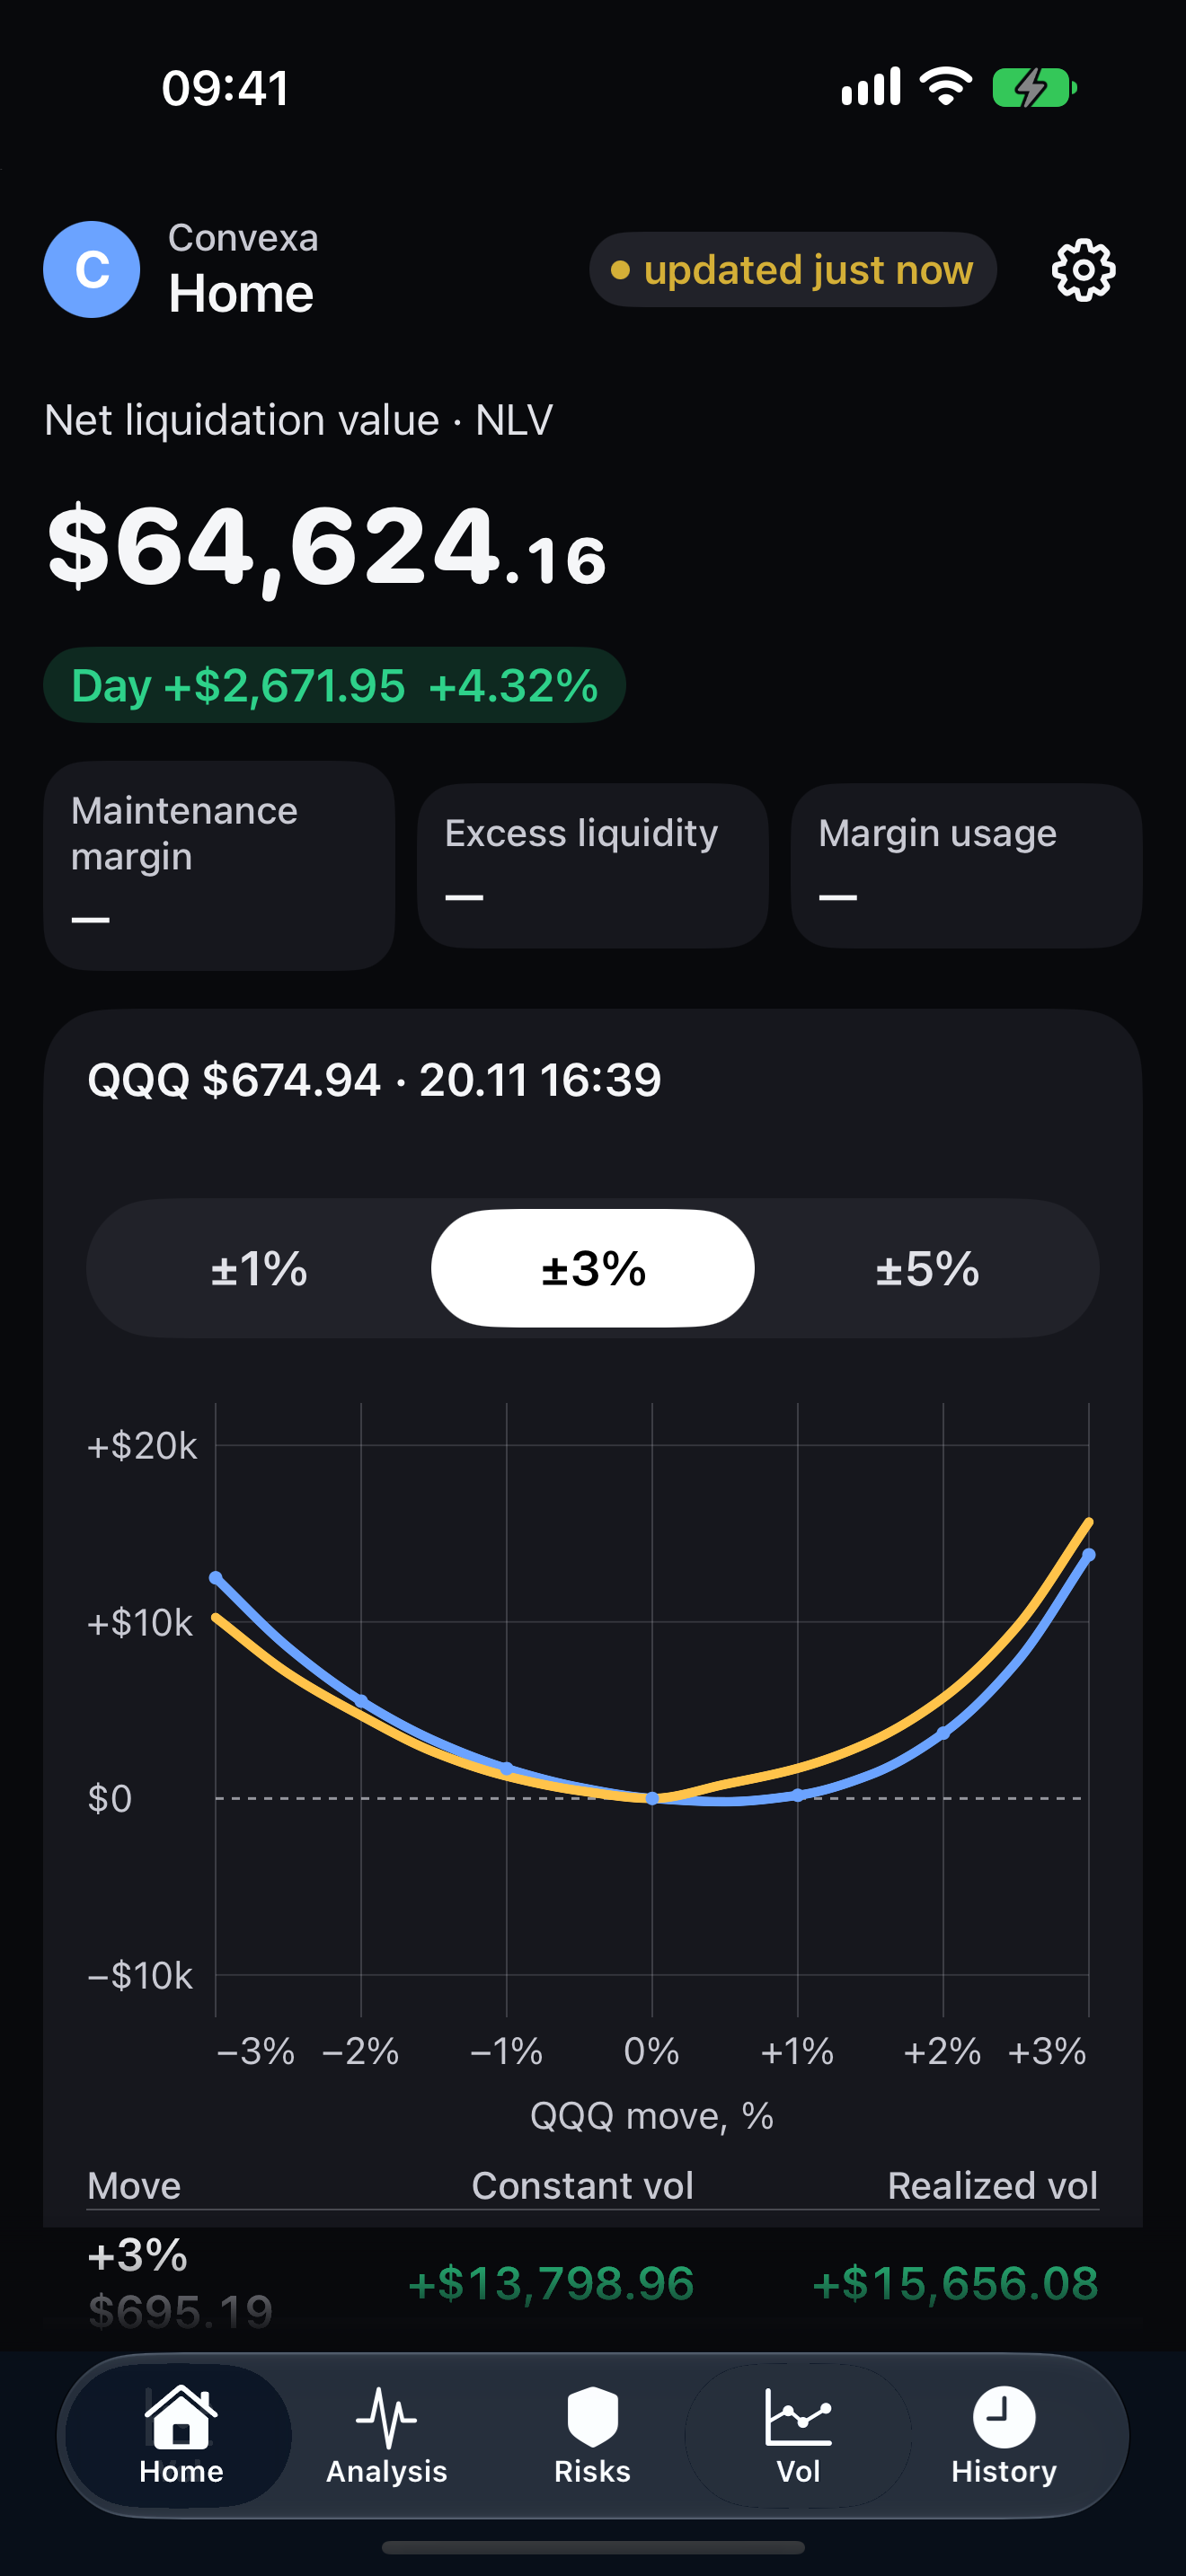 09:41
C
Convexa
Home
updated just now
Net liquidation value · NLV
$64,624.16
Day +$2,671.95 +4.32%
Maintenance
margin
—
Excess liquidity
—
Margin usage
—
QQQ $674.94 · 20.11 16:39
±1%
±3%
±5%
+$20k
+$10k
$0
−$10k
−3% −2% −1% 0% +1% +2% +3%
QQQ move, %
Move Constant vol Realized vol
+3%
$695.19
+$13,798.96 +$15,656.08
Home Analysis Risks Vol History